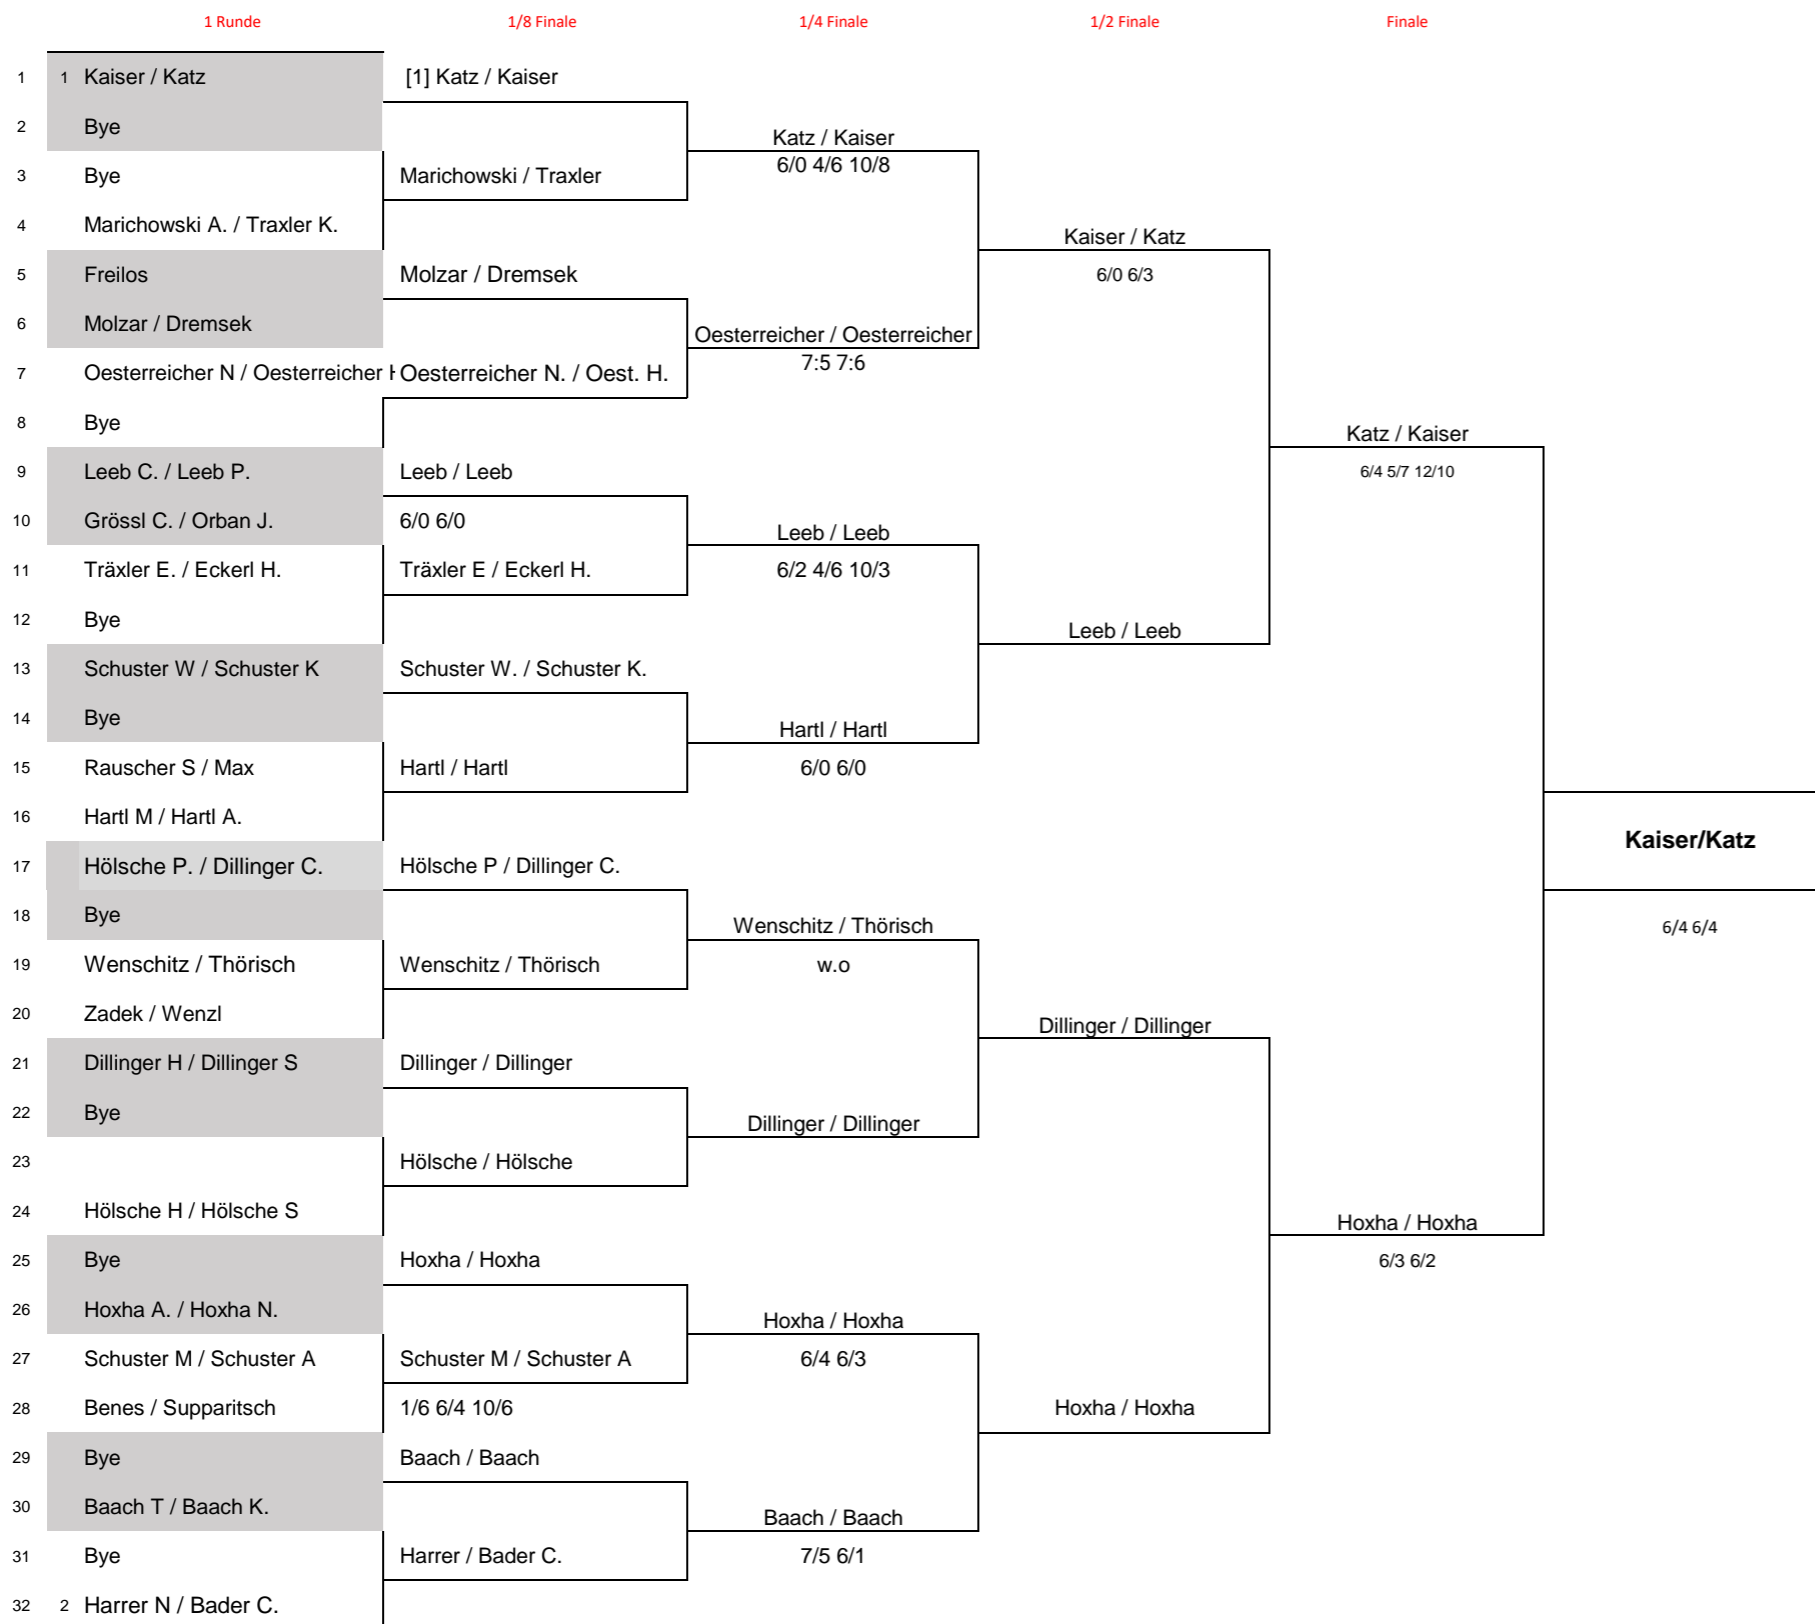 1 Runde 1/8 Finale 1/4 Finale 1/2 Finale Finale
1 1 Kaiser / Katz [1] Katz / Kaiser
2 Bye
Katz / Kaiser
3 Bye Marichowski / Traxler 6/0 4/6 10/8
4 Marichowski A. / Traxler K.
Kaiser / Katz
5 Freilos Molzar / Dremsek 6/0 6/3
6 Molzar / Dremsek
Oesterreicher / Oesterreicher
7 Oesterreicher N / Oesterreicher Oesterreicher N. / Oest. H. 7:5 7:6
8 Bye
Katz / Kaiser
9 Leeb C. / Leeb P. Leeb / Leeb 6/4 5/7 12/10
10 Grössl C. / Orban J. 6/0 6/0
Leeb / Leeb
11 Träxler E. / Eckerl H. Träxler E / Eckerl H. 6/2 4/6 10/3
12 Bye
Leeb / Leeb
13 Schuster W / Schuster K Schuster W. / Schuster K.
14 Bye
Hartl / Hartl
15 Rauscher S / Max Hartl / Hartl 6/0 6/0
16 Hartl M / Hartl A.
Kaiser/Katz
17 Hölsche P. / Dillinger C. Hölsche P / Dillinger C.
18 Bye
Wenschitz / Thörisch 6/4 6/4
19 Wenschitz / Thörisch Wenschitz / Thörisch w.o
20 Zadek / Wenzl
Dillinger / Dillinger
21 Dillinger H / Dillinger S Dillinger / Dillinger
22 Bye
Dillinger / Dillinger
23 Hölsche / Hölsche
24 Hölsche H / Hölsche S
Hoxha / Hoxha
25 Bye Hoxha / Hoxha 6/3 6/2
26 Hoxha A. / Hoxha N.
Hoxha / Hoxha
27 Schuster M / Schuster A Schuster M / Schuster A 6/4 6/3
28 Benes / Supparitsch 1/6 6/4 10/6 Hoxha / Hoxha
29 Bye Baach / Baach
30 Baach T / Baach K.
Baach / Baach
31 Bye Harrer / Bader C. 7/5 6/1
32 2 Harrer N / Bader C.